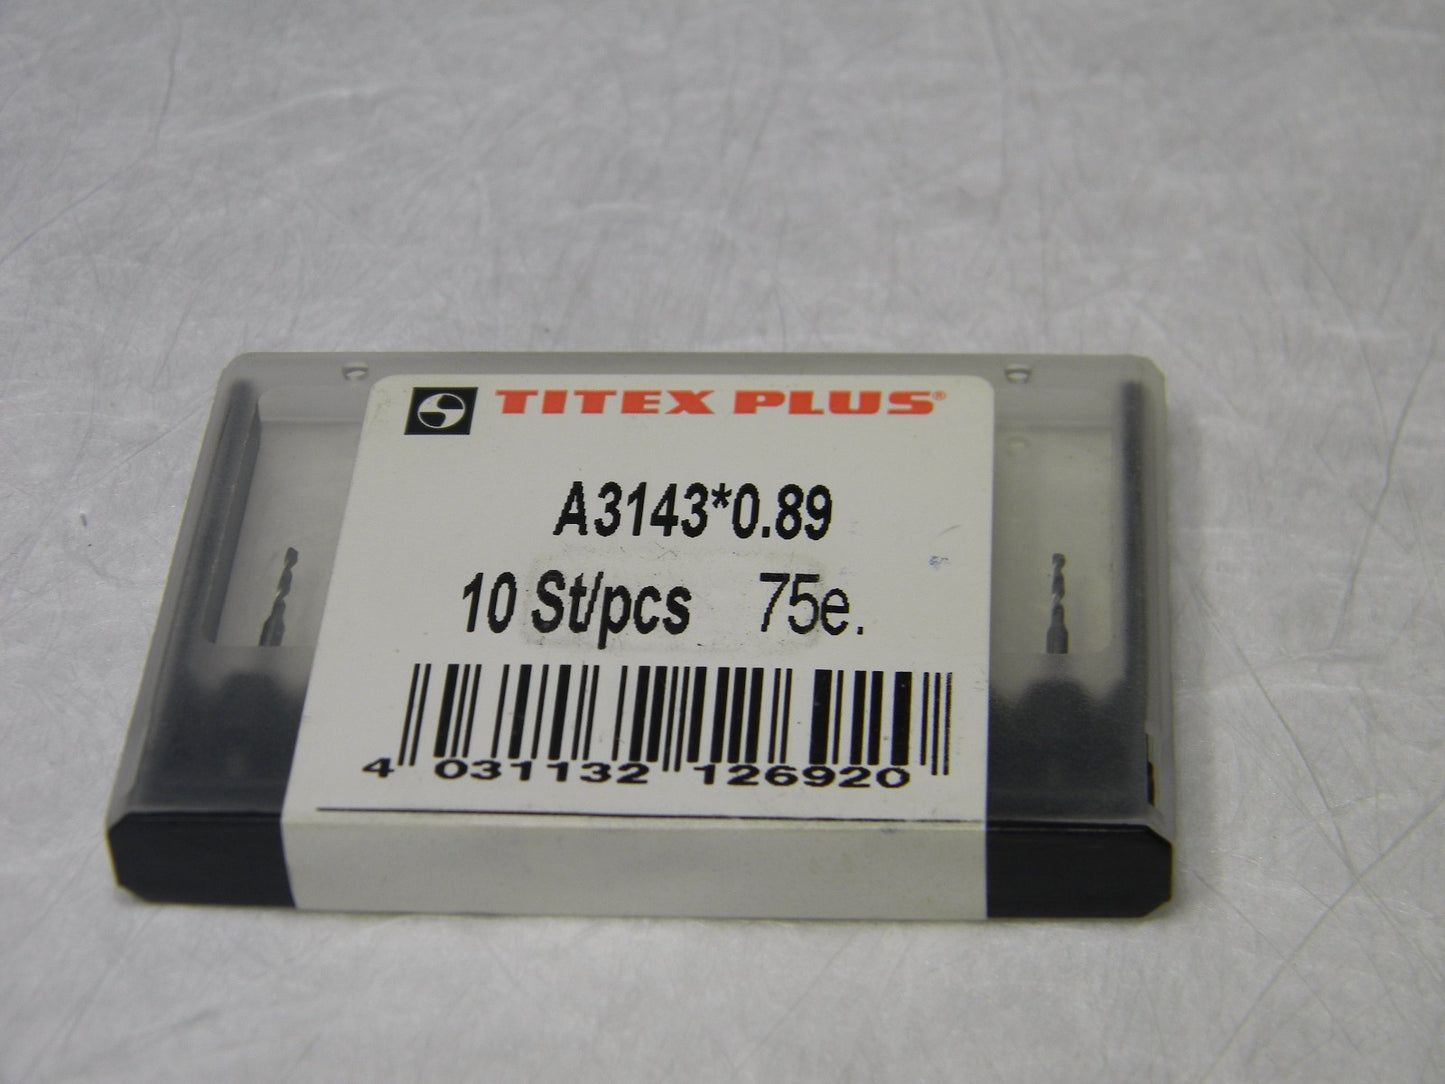 TITEX PLUS®
A3143*0.89
10 St/pcs 75e.
4 031132 126920